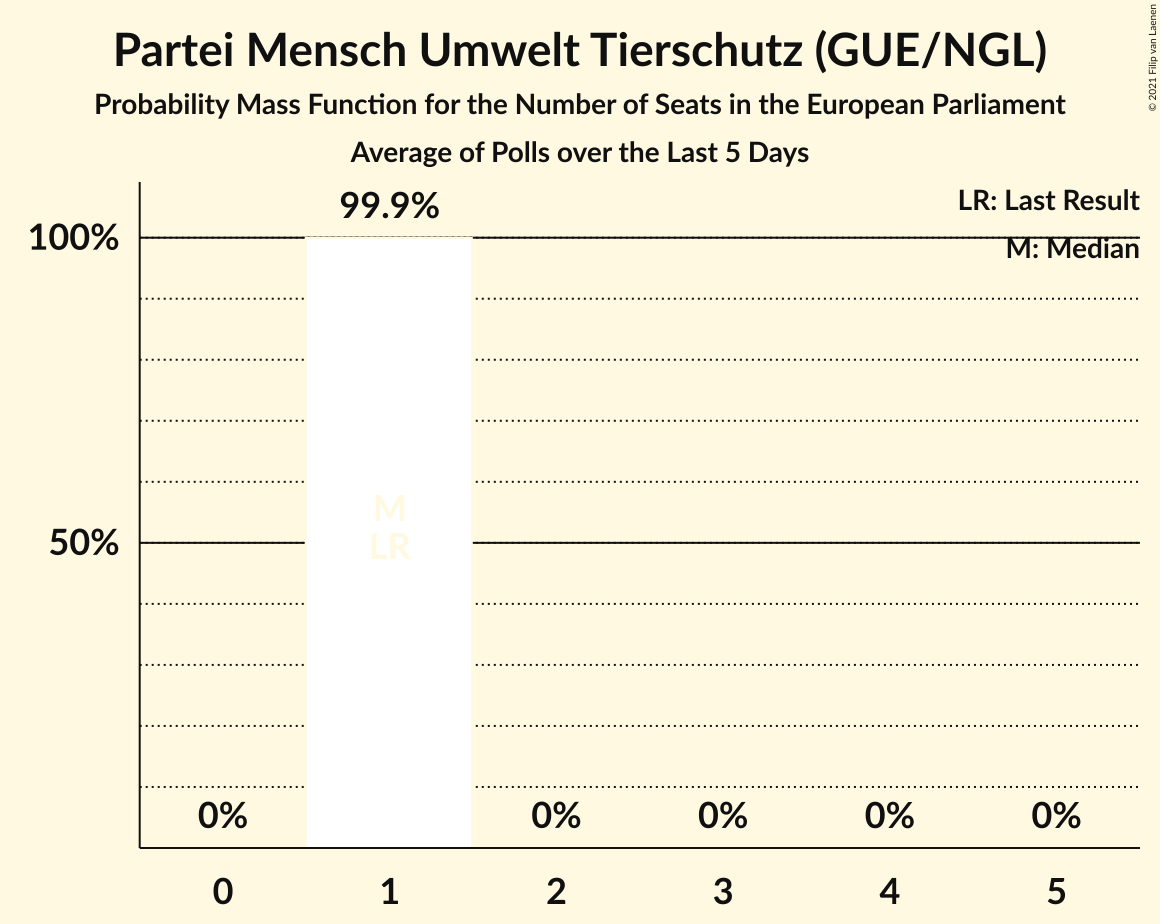 Partei Mensch Umwelt Tierschutz (GUE/NGL)
Probability Mass Function for the Number of Seats in the European Parliament
Average of Polls over the Last 5 Days
© 2021 Filip van Laenen
99.9%
LR: Last Result
100%
M: Median
M
LR
50%
0% 0% 0% 0% 0%
0 1 2 3 4 5